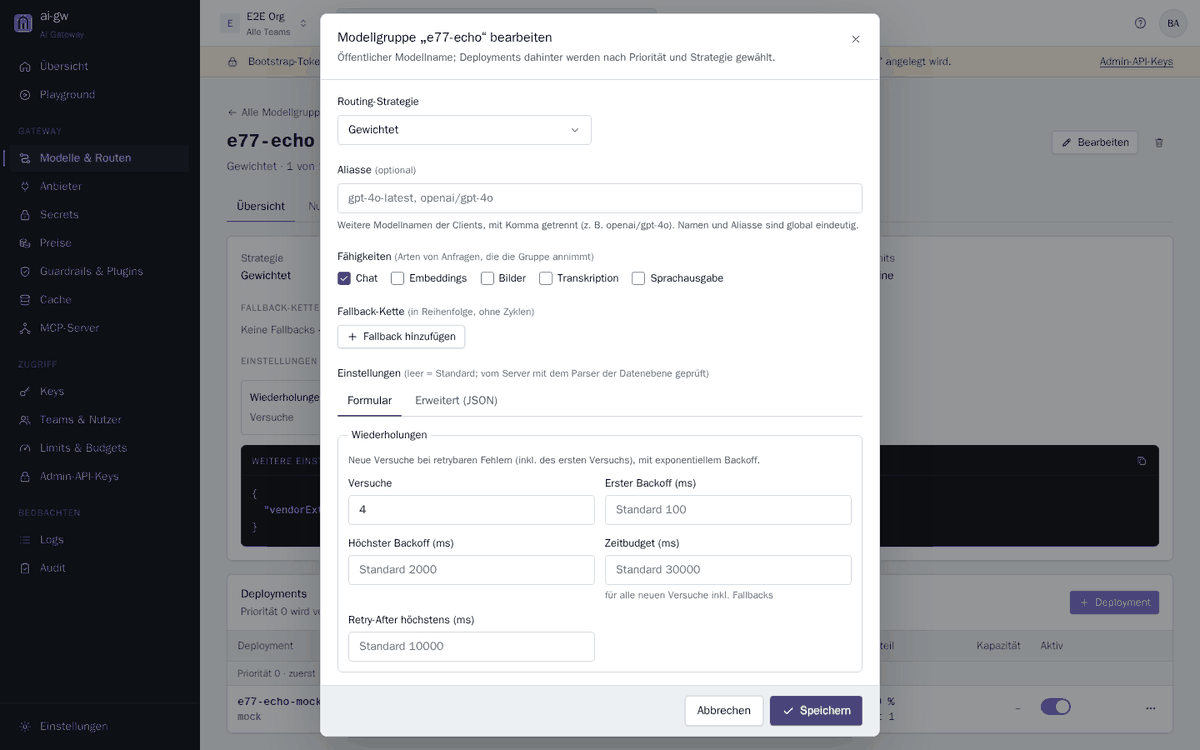 ai-gw
AI Gateway
Übersicht
Playground
GATEWAY
Modelle & Routen
Anbieter
Secrets
Preise
Guardrails & Plugins
Cache
MCP-Server
ZUGRIFF
Keys
Teams & Nutzer
Limits & Budgets
Admin-API-Keys
BEOBACHTEN
Logs
Audit
Einstellungen
E
E2E Org
Alle Teams
BA
Bootstrap-Toke
angelegt wird.
Admin-API-Keys
← Alle Modellgrupp
e77-echo
Gewichtet · 1 von
Bearbeiten
Übersicht
Strategie
Gewichtet
FALLBACK-KETTE
Keine Fallbacks
EINSTELLUNGEN
Wiederholunge
Versuche
WEITERE EINST
{
"vendorExt
}
Deployments
Priorität 0 wird v
+ Deployment
Deployment
Kapazität
Aktiv
Priorität 0 · zuerst
e77-echo-mock
mock
%
1
–
Modellgruppe „e77-echo“ bearbeiten
Öffentlicher Modellname; Deployments dahinter werden nach Priorität und Strategie gewählt.
Routing-Strategie
Gewichtet
Aliasse (optional)
gpt-4o-latest, openai/gpt-4o
Weitere Modellnamen der Clients, mit Komma getrennt (z. B. openai/gpt-4o). Namen und Aliasse sind global eindeutig.
Fähigkeiten (Arten von Anfragen, die die Gruppe annimmt)
Chat Embeddings Bilder Transkription Sprachausgabe
Fallback-Kette (in Reihenfolge, ohne Zyklen)
+ Fallback hinzufügen
Einstellungen (leer = Standard; vom Server mit dem Parser der Datenebene geprüft)
Formular Erweitert (JSON)
Wiederholungen
Neue Versuche bei retrybaren Fehlern (inkl. des ersten Versuchs), mit exponentiellem Backoff.
Versuche
4
Erster Backoff (ms)
Standard 100
Höchster Backoff (ms)
Standard 2000
Zeitbudget (ms)
Standard 30000
für alle neuen Versuche inkl. Fallbacks
Retry-After höchstens (ms)
Standard 10000
Abbrechen
Speichern